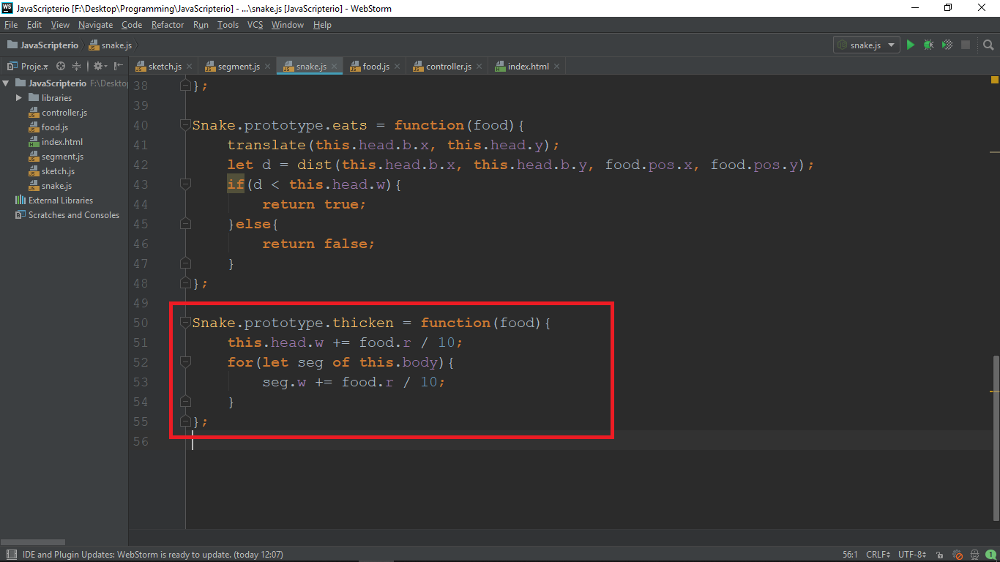 JavaScripterio [F:\Desktop\Programming\JavaScripterio] - ...\snake.js [JavaScripterio] - WebStorm
File Edit View Navigate Code Refactor Run Tools VCS Window Help
JavaScripterio snake.js
snake.js
Proje..
sketch.js segment.js snake.js food.js controller.js index.html
JavaScripterio F:\Deskto
libraries
controller.js
food.js
index.html
segment.js
sketch.js
snake.js
External Libraries
Scratches and Consoles
38 };
39
40 Snake.prototype.eats = function(food){
41 translate(this.head.b.x, this.head.y);
42 let d = dist(this.head.b.x, this.head.b.y, food.pos.x, food.pos.y);
43 if(d < this.head.w){
44 return true;
45 }else{
46 return false;
47 }
48 };
49
50 Snake.prototype.thicken = function(food){
51 this.head.w += food.r / 10;
52 for(let seg of this.body){
53 seg.w += food.r / 10;
54 }
55 };
56
IDE and Plugin Updates: WebStorm is ready to update. (today 12:07)
56:1 CRLF UTF-8 1